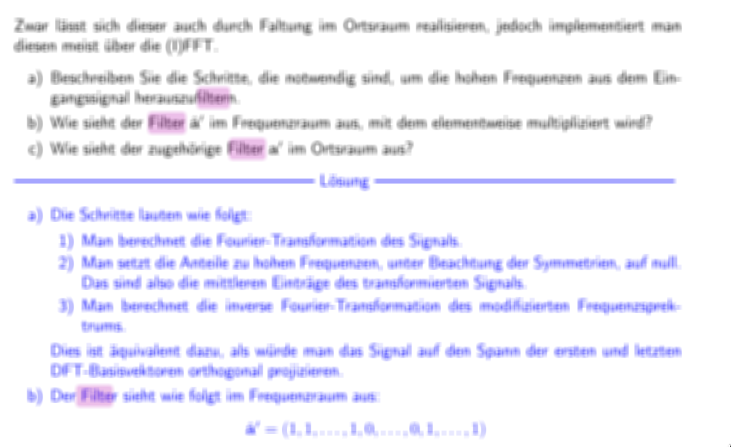 Zwar lässt sich dieser auch durch Faltung im Ortsraum realisieren, jedoch implementiert man
diesen meist über die (I)FFT.
a) Beschreiben Sie die Schritte, die notwendig sind, um die hohen Frequenzen aus dem Ein-
gangssignal herauszufiltern.
b) Wie sieht der Filter â′ im Frequenzraum aus, mit dem elementweise multipliziert wird?
c) Wie sieht der zugehörige Filter a′ im Ortsraum aus?
Lösung
a) Die Schritte lauten wie folgt:
1) Man berechnet die Fourier-Transformation des Signals.
2) Man setzt die Anteile zu hohen Frequenzen, unter Beachtung der Symmetrien, auf null.
Das sind also die mittleren Einträge des transformierten Signals.
3) Man berechnet die inverse Fourier-Transformation des modifizierten Frequenzsprek-
trums.
Dies ist äquivalent dazu, als würde man das Signal auf den Spann der ersten und letzten
DFT-Basisvektoren orthogonal projizieren.
b) Der Filter sieht wie folgt im Frequenzraum aus:
â′ = (1, 1, . . . , 1, 0, . . . , 0, 1, . . . , 1)